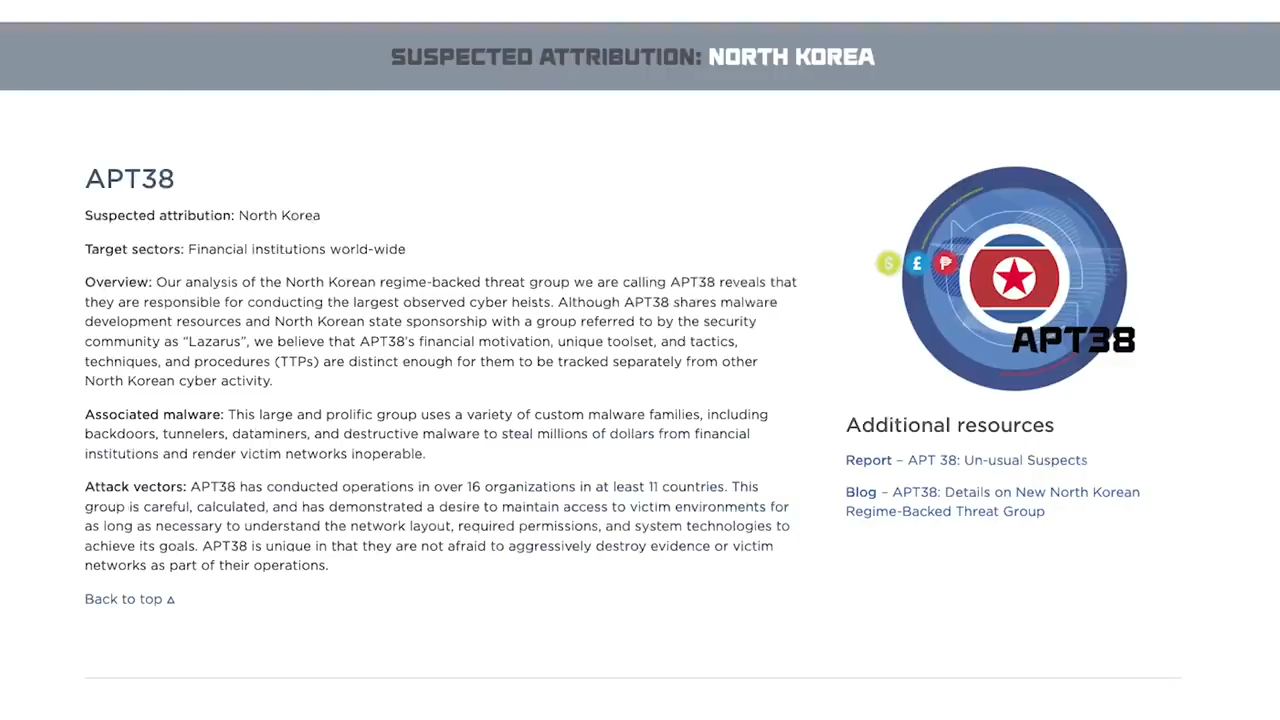 SUSPECTED ATTRIBUTION: NORTH KOREA
APT38
Suspected attribution: North Korea
Target sectors: Financial institutions world-wide
Overview: Our analysis of the North Korean regime-backed threat group we are calling APT38 reveals that
they are responsible for conducting the largest observed cyber heists. Although APT38 shares malware
development resources and North Korean state sponsorship with a group referred to by the security
community as “Lazarus”, we believe that APT38’s financial motivation, unique toolset, and tactics,
techniques, and procedures (TTPs) are distinct enough for them to be tracked separately from other
North Korean cyber activity.
Associated malware: This large and prolific group uses a variety of custom malware families, including
backdoors, tunnelers, dataminers, and destructive malware to steal millions of dollars from financial
institutions and render victim networks inoperable.
Attack vectors: APT38 has conducted operations in over 16 organizations in at least 11 countries. This
group is careful, calculated, and has demonstrated a desire to maintain access to victim environments for
as long as necessary to understand the network layout, required permissions, and system technologies to
achieve its goals. APT38 is unique in that they are not afraid to aggressively destroy evidence or victim
networks as part of their operations.
Back to top
$ £ ₱
APT38
Additional resources
Report – APT 38: Un-usual Suspects
Blog – APT38: Details on New North Korean
Regime-Backed Threat Group